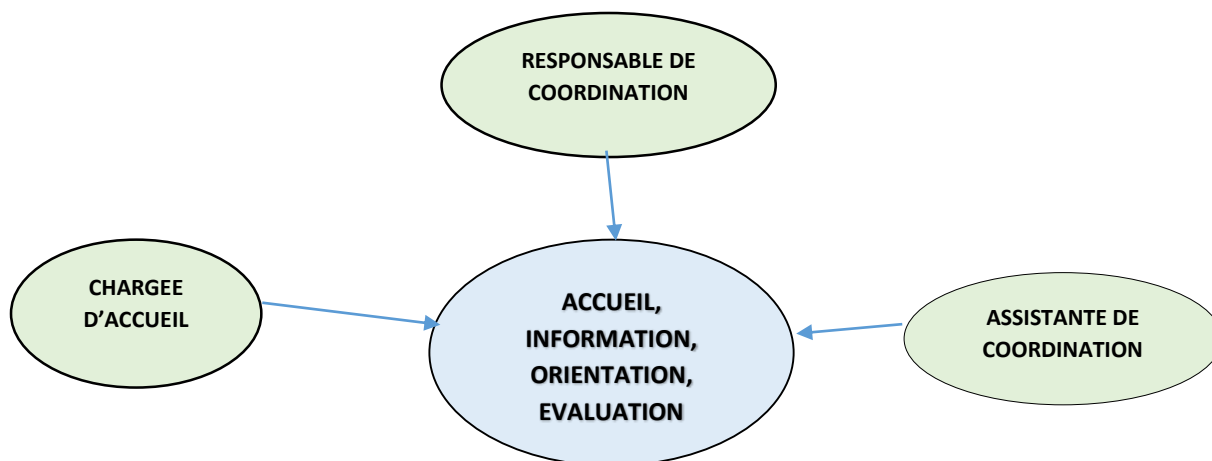 RESPONSABLE DE
COORDINATION
CHARGEE
D'ACCUEIL
ACCUEIL,
INFORMATION,
ORIENTATION,
EVALUATION
ASSISTANTE DE
COORDINATION